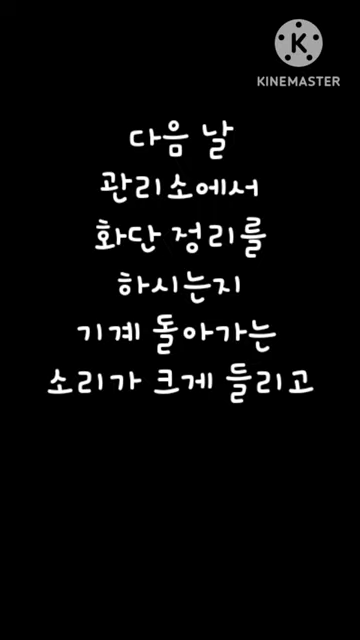 KINEMASTER
다음 날
관리소에서
화단 정리를
하시는지
기계 돌아가는
소리가 크게 들리고